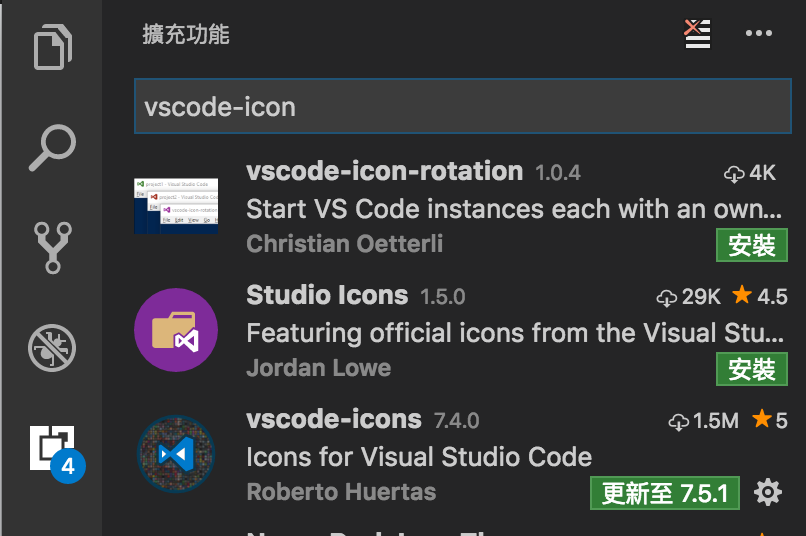 擴充功能
vscode-icon
vscode-icon-rotation 1.0.4 4K
Start VS Code instances each with an own...
Christian Oetterli
安裝
Studio Icons 1.5.0 29K 4.5
Featuring official icons from the Visual Stu...
Jordan Lowe
安裝
vscode-icons 7.4.0 1.5M 5
Icons for Visual Studio Code
Roberto Huertas
更新至 7.5.1
4